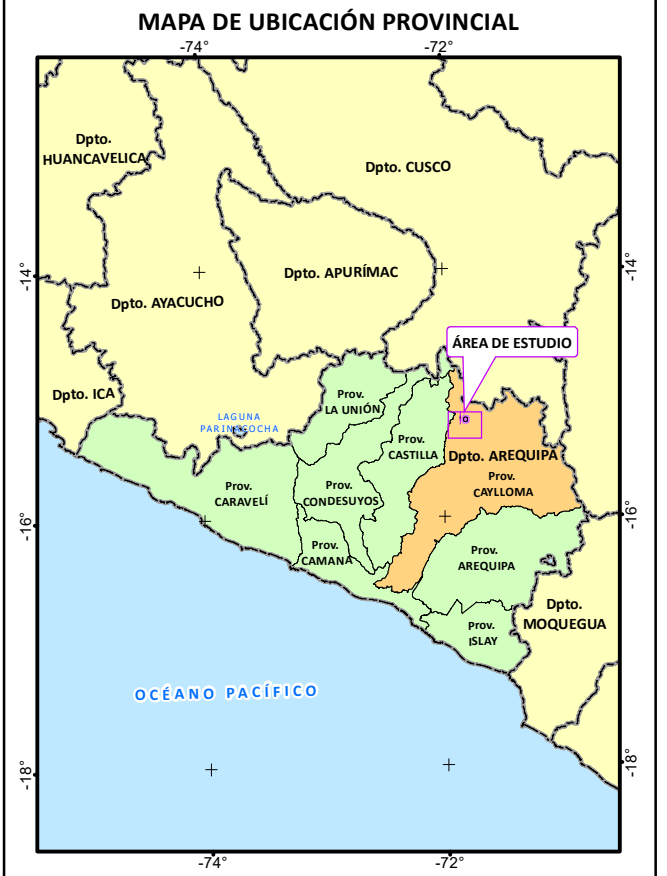 MAPA DE UBICACIÓN PROVINCIAL
-74°
-72°
Dpto.
HUANCAVELICA
Dpto. CUSCO
-14°
-14°
Dpto. APURÍMAC
Dpto. AYACUCHO
ÁREA DE ESTUDIO
Dpto. ICA
Prov.
LA UNIÓN
LAGUNA
PARINACOCHA
Prov.
CASTILLA
Dpto. AREQUIPA
Prov.
CAYLLOMA
Prov.
CARAVELÍ
Prov.
CONDESUYOS
-16°
-16°
Prov.
CAMANÁ
Prov.
AREQUIPA
Dpto.
MOQUEGUA
Prov.
ISLAY
OCÉANO PACÍFICO
-18°
-18°
-74°
-72°